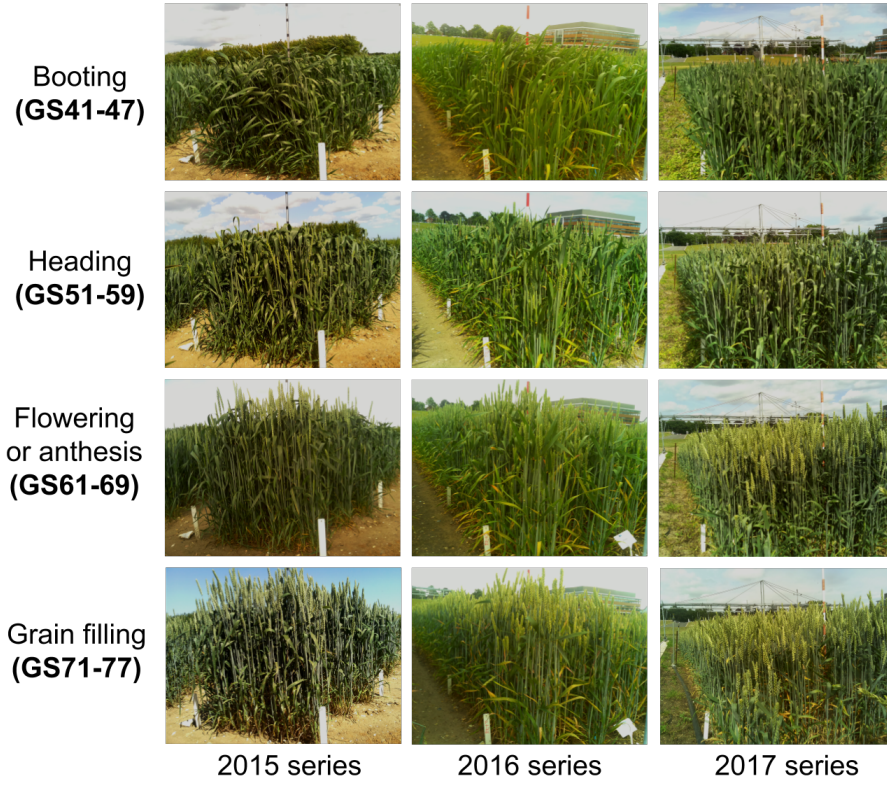 Booting
(GS41-47)
Heading
(GS51-59)
Flowering
or anthesis
(GS61-69)
Grain filling
(GS71-77)
2015 series
2016 series
2017 series